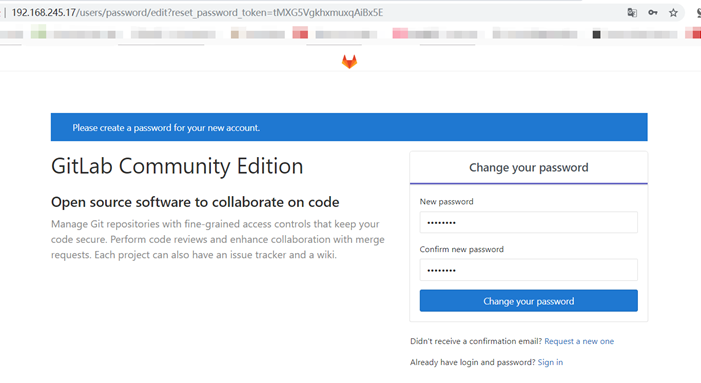 192.168.245.17/users/password/edit?reset_password_token=tMXG5VgkhxmuxqAiBx5E
Please create a password for your new account.
GitLab Community Edition
Open source software to collaborate on code
Manage Git repositories with fine-grained access controls that keep your
code secure. Perform code reviews and enhance collaboration with merge
requests. Each project can also have an issue tracker and a wiki.
Change your password
New password
••••••••
Confirm new password
••••••••
Change your password
Didn't receive a confirmation email? Request a new one
Already have login and password? Sign in